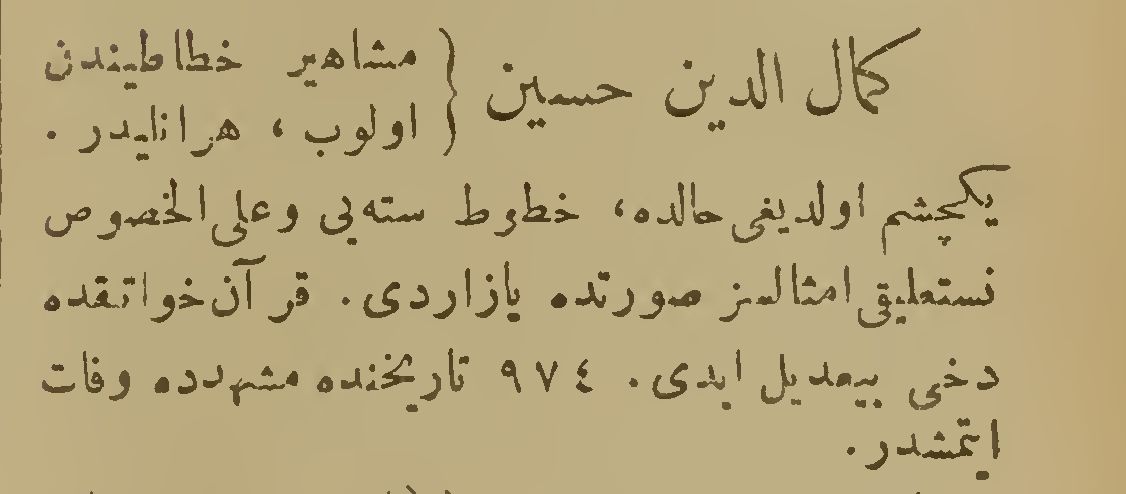 كمال الدين حسين { مشاهير خطاطيندن
اولوب ، هراتليدر .
يكچشم اولديغى حالده، خطوط سته يى وعلى الخصوص
نستعليقى امثالسز صورتده يازاردى. قرآن خوانلقده
دخى بيعديل ايدى. ٩٧٤ تاريخنده مشهدده وفات
ايتمشدر.